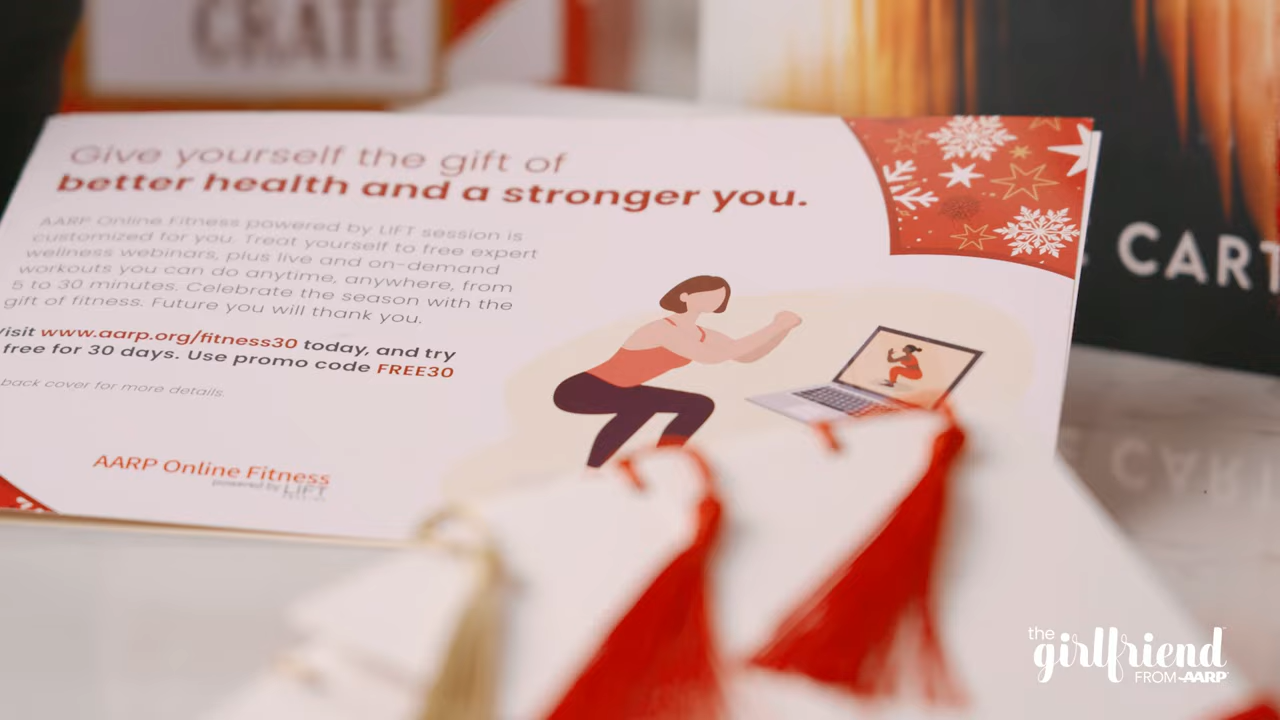 CRATE
Give yourself the gift of
better health and a stronger you.
AARP Online Fitness powered by LIFT session is
customized for you. Treat yourself to free expert
wellness webinars, plus live and on-demand
workouts you can do anytime, anywhere, from
5 to 30 minutes. Celebrate the season with the
gift of fitness. Future you will thank you.
visit www.aarp.org/fitness30 today, and try
free for 30 days. Use promo code FREE30
back cover for more details.
AARP Online Fitness
powered by LIFT
CART
the
girlfriend
FROM AARP